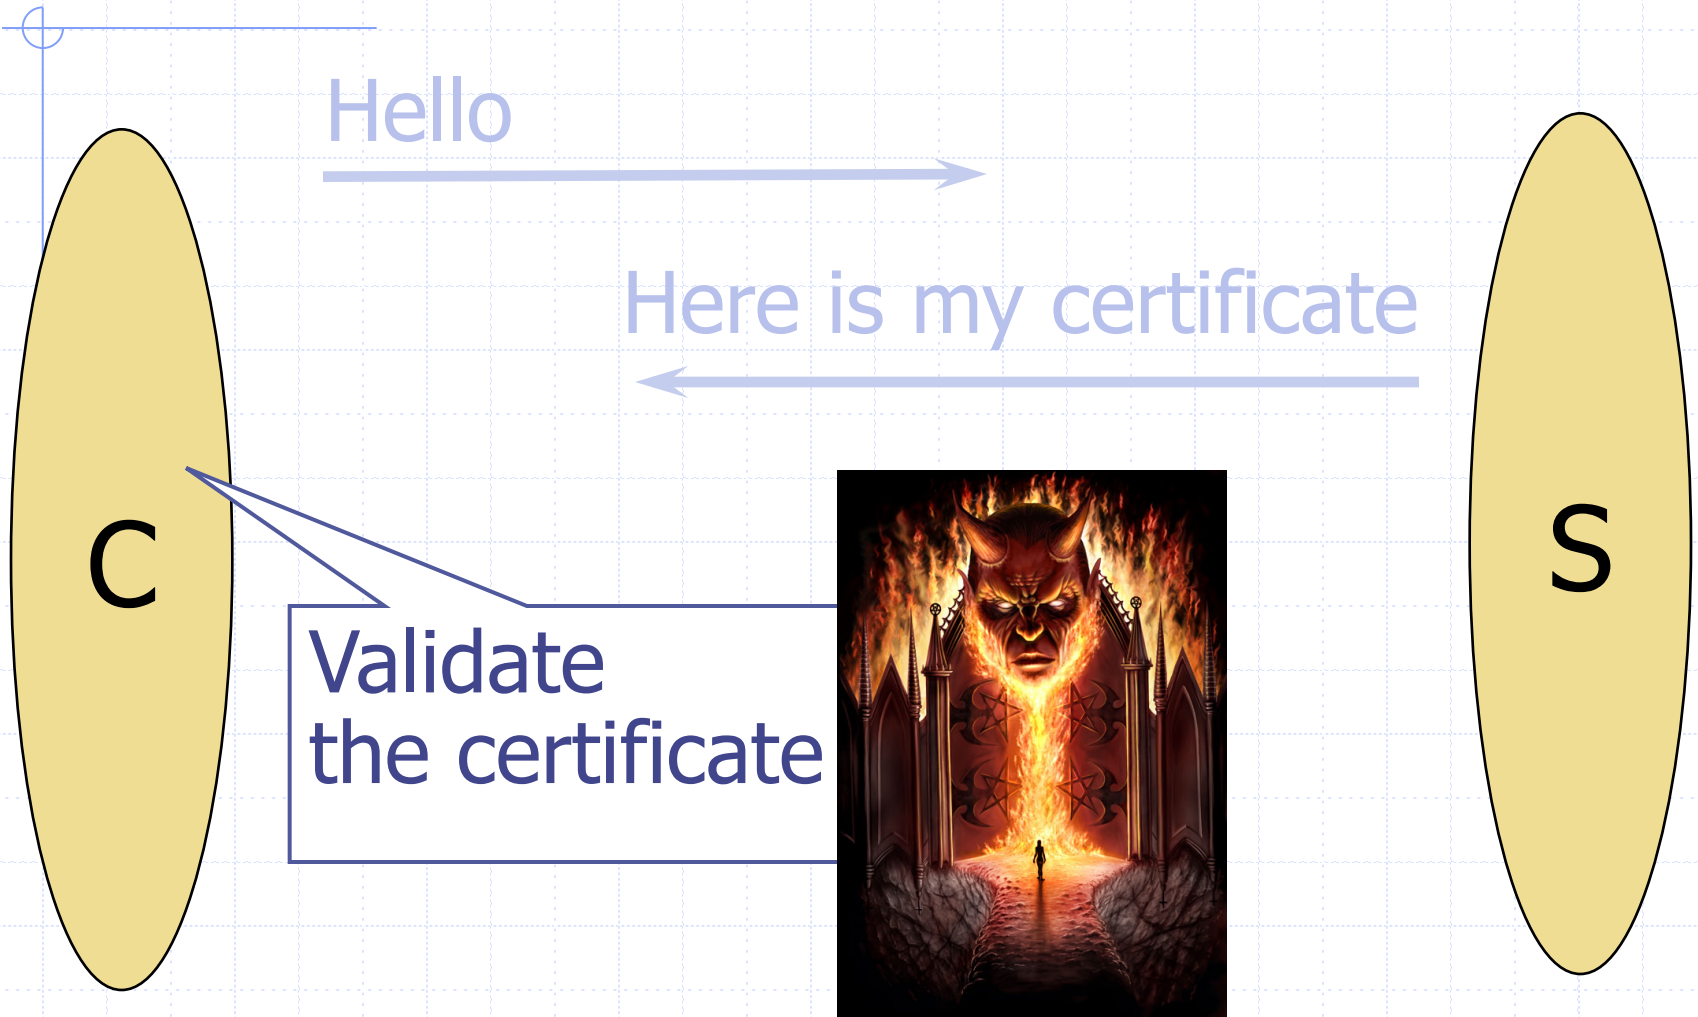 Hello
Here is my certificate
C
S
Validate
the certificate